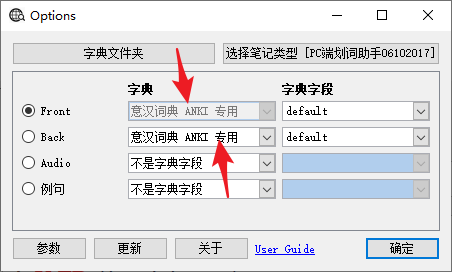 Options
字典文件夹 选择笔记类型 [PC端划词助手06102017]
字典 字典字段
Front 意汉词典 ANKI 专用 default
Back 意汉词典 ANKI 专用 default
Audio 不是字典字段
例句 不是字典字段
参数 更新 关于 User Guide 确定